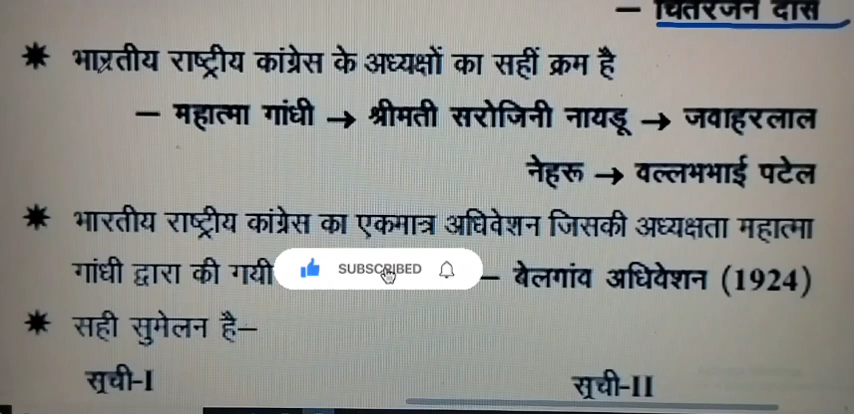 — चितरंजन दास
✷ भारतीय राष्ट्रीय कांग्रेस के अध्यक्षों का सहीं क्रम है
— महात्मा गांधी → श्रीमती सरोजिनी नायडू → जवाहरलाल
नेहरू → वल्लभभाई पटेल
✷ भारतीय राष्ट्रीय कांग्रेस का एकमात्र अधिवेशन जिसकी अध्यक्षता महात्मा
गांधी द्वारा की गयी SUBSCRIBED — बेलगांव अधिवेशन (1924)
✷ सही सुमेलन है–
सूची-I सूची-II